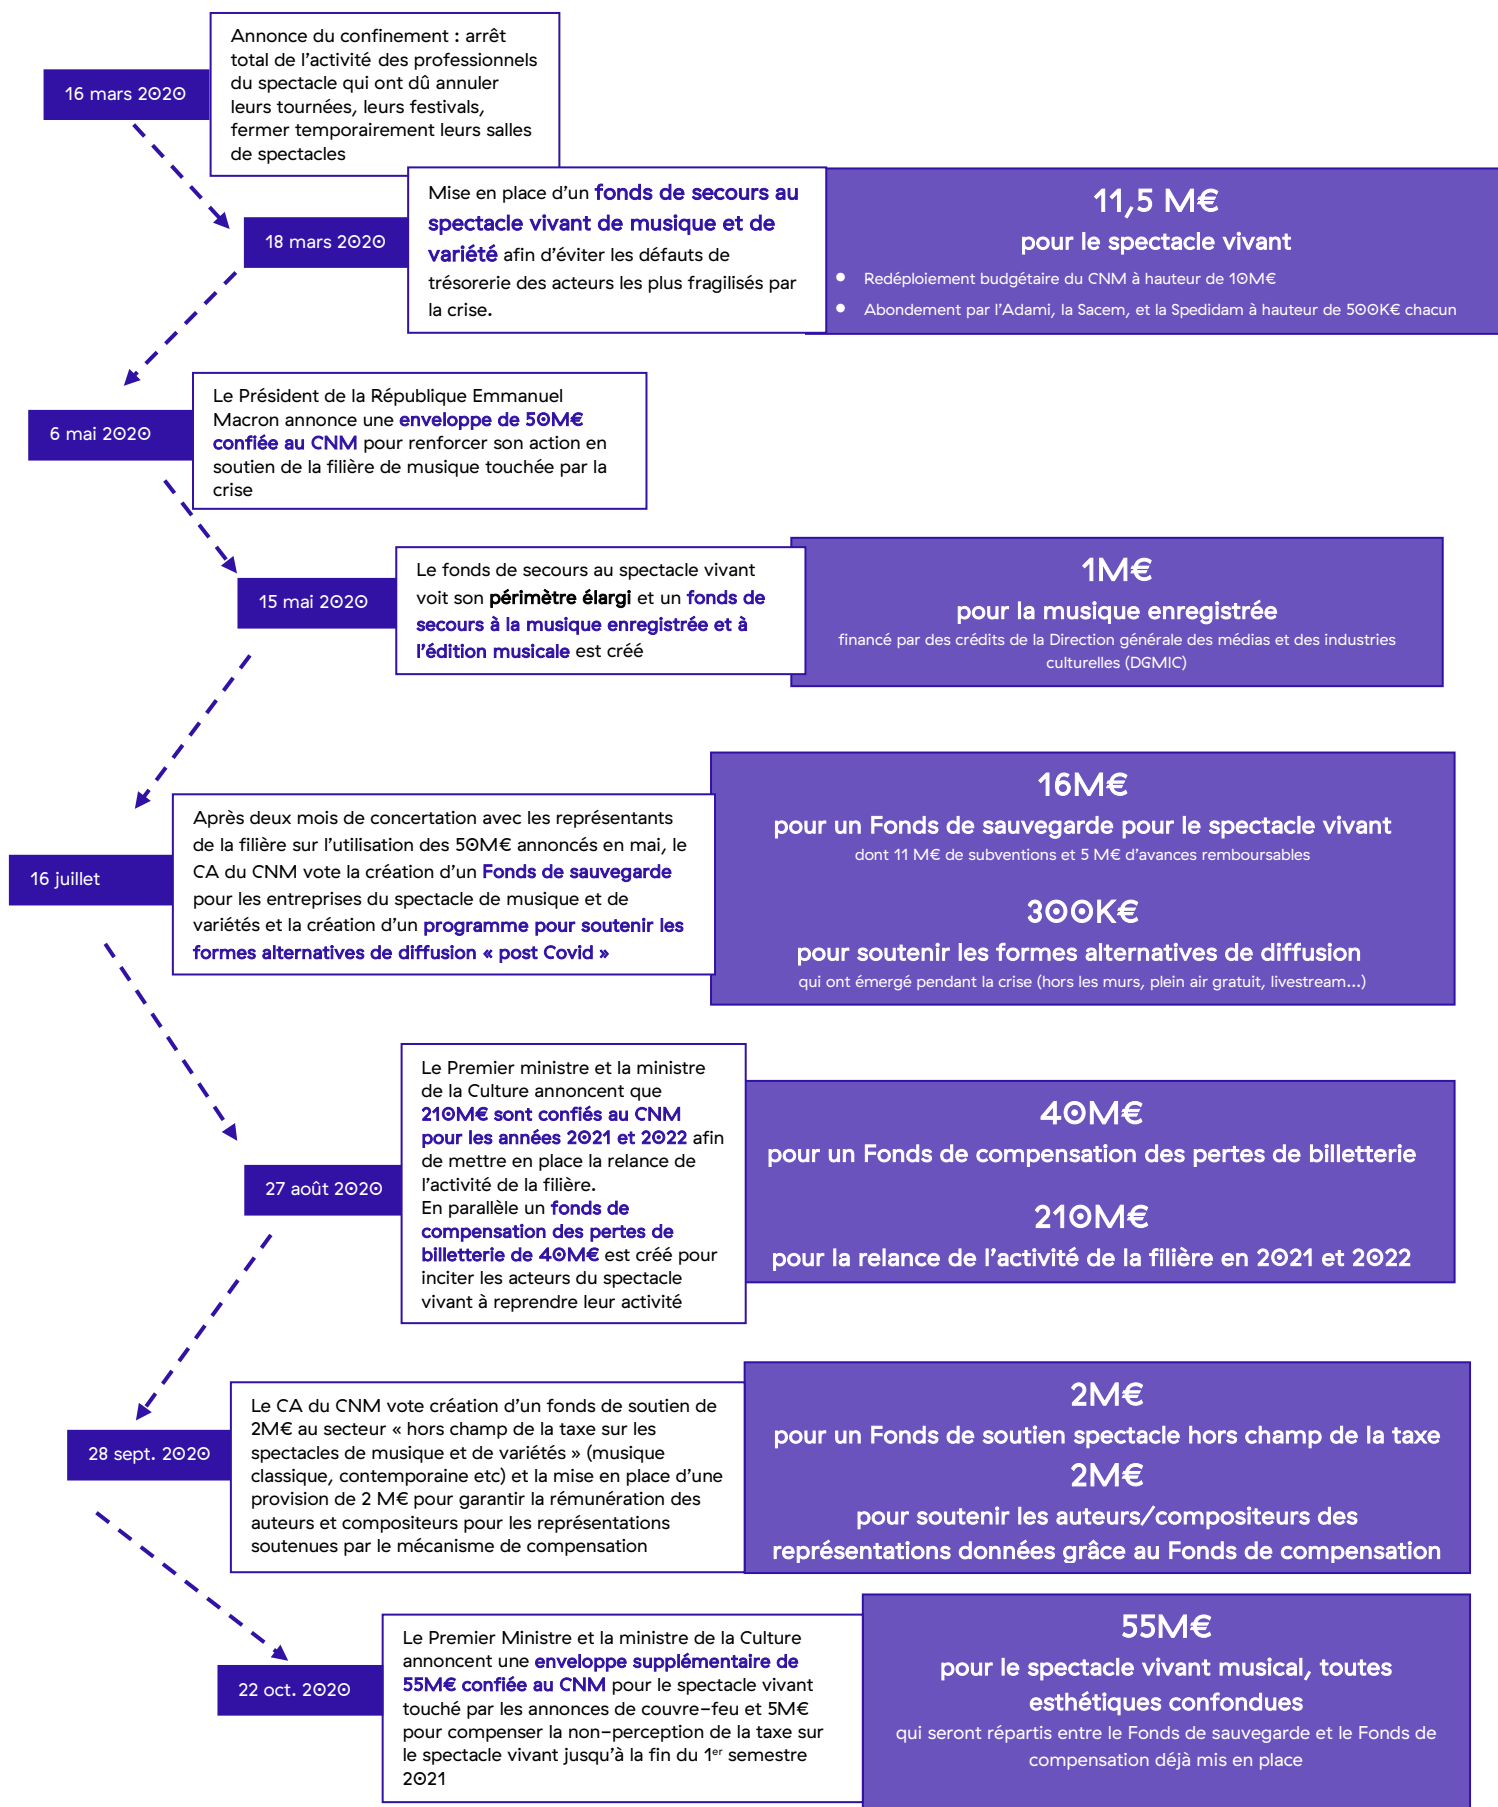 16 mars 2020
Annonce du confinement : arrêt
total de l'activité des professionnels
du spectacle qui ont dû annuler
leurs tournées, leurs festivals,
fermer temporairement leurs salles
de spectacles
18 mars 2020
Mise en place d'un fonds de secours au
spectacle vivant de musique et de
variété afin d'éviter les défauts de
trésorerie des acteurs les plus fragilisés par
la crise.
11,5 M€
pour le spectacle vivant
• Redéploiement budgétaire du CNM à hauteur de 10M€
• Abondement par l'Adami, la Sacem, et la Spedidam à hauteur de 500K€ chacun
6 mai 2020
Le Président de la République Emmanuel
Macron annonce une enveloppe de 50M€
confiée au CNM pour renforcer son action en
soutien de la filière de musique touchée par la
crise
15 mai 2020
Le fonds de secours au spectacle vivant
voit son périmètre élargi et un fonds de
secours à la musique enregistrée et à
l'édition musicale est créé
1M€
pour la musique enregistrée
financé par des crédits de la Direction générale des médias et des industries
culturelles (DGMIC)
16 juillet
Après deux mois de concertation avec les représentants
de la filière sur l'utilisation des 50M€ annoncés en mai, le
CA du CNM vote la création d'un Fonds de sauvegarde
pour les entreprises du spectacle de musique et de
variétés et la création d'un programme pour soutenir les
formes alternatives de diffusion « post Covid »
16M€
pour un Fonds de sauvegarde pour le spectacle vivant
dont 11 M€ de subventions et 5 M€ d'avances remboursables
300K€
pour soutenir les formes alternatives de diffusion
qui ont émergé pendant la crise (hors les murs, plein air gratuit, livestream...)
27 août 2020
Le Premier ministre et la ministre
de la Culture annoncent que
210M€ sont confiés au CNM
pour les années 2021 et 2022 afin
de mettre en place la relance de
l'activité de la filière.
En parallèle un fonds de
compensation des pertes de
billetterie de 40M€ est créé pour
inciter les acteurs du spectacle
vivant à reprendre leur activité
40M€
pour un Fonds de compensation des pertes de billetterie
210M€
pour la relance de l'activité de la filière en 2021 et 2022
28 sept. 2020
Le CA du CNM vote création d'un fonds de soutien de
2M€ au secteur « hors champ de la taxe sur les
spectacles de musique et de variétés » (musique
classique, contemporaine etc) et la mise en place d'une
provision de 2 M€ pour garantir la rémunération des
auteurs et compositeurs pour les représentations
soutenues par le mécanisme de compensation
2M€
pour un Fonds de soutien spectacle hors champ de la taxe
2M€
pour soutenir les auteurs/compositeurs des
représentations données grâce au Fonds de compensation
22 oct. 2020
Le Premier Ministre et la ministre de la Culture
annoncent une enveloppe supplémentaire de
55M€ confiée au CNM pour le spectacle vivant
touché par les annonces de couvre-feu et 5M€
pour compenser la non-perception de la taxe sur
le spectacle vivant jusqu'à la fin du 1er semestre
2021
55M€
pour le spectacle vivant musical, toutes
esthétiques confondues
qui seront répartis entre le Fonds de sauvegarde et le Fonds de
compensation déjà mis en place